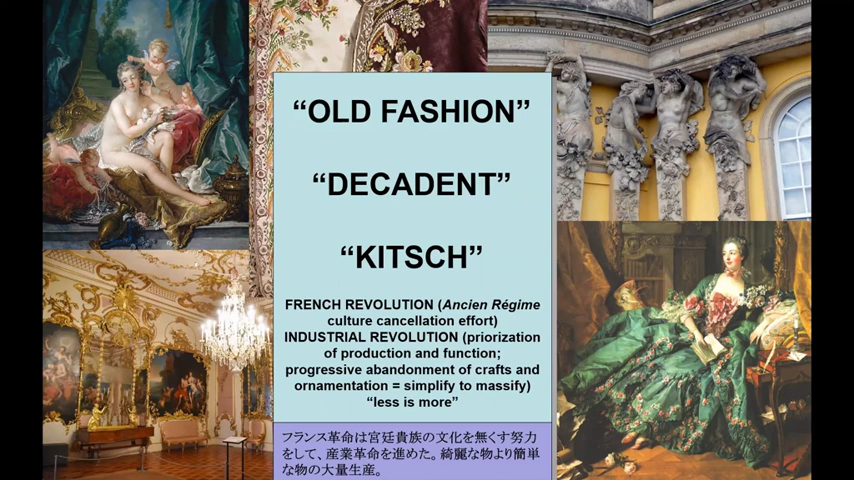 “OLD FASHION”
“DECADENT”
“KITSCH”
FRENCH REVOLUTION (Ancien Régime
culture cancellation effort)
INDUSTRIAL REVOLUTION (priorization
of production and function;
progressive abandonment of crafts and
ornamentation = simplify to massify)
“less is more”
フランス革命は宮廷貴族の文化を無くす努力
をして、産業革命を進めた。綺麗な物より簡単
な物の大量生産。